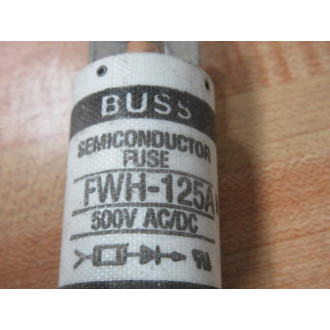 BUSS
SEMICONDUCTOR
FUSE
FWH-125A
500V AC/DC